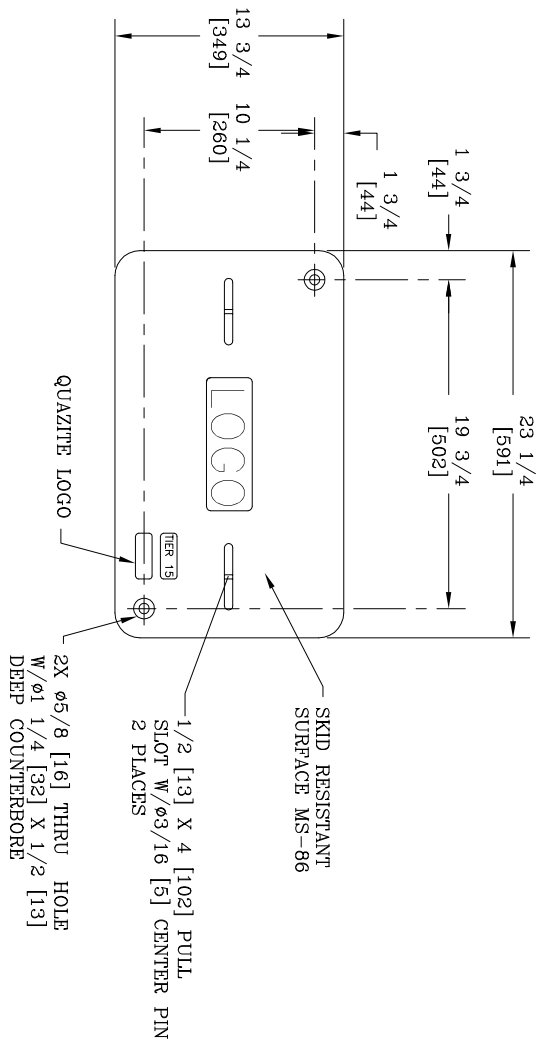 23 1/4
[591]
19 3/4
[502]
1 3/4
[44]
1 3/4
[44]
13 3/4
[349]
10 1/4
[260]
SKID RESISTANT
SURFACE MS-86
1/2 [13] X 4 [102] PULL
SLOT W/ø3/16 [5] CENTER PIN
2 PLACES
LOGO
TIER 15
QUAZITE LOGO
2X ø5/8 [16] THRU HOLE
W/ø1 1/4 [32] X 1/2 [13]
DEEP COUNTERBORE